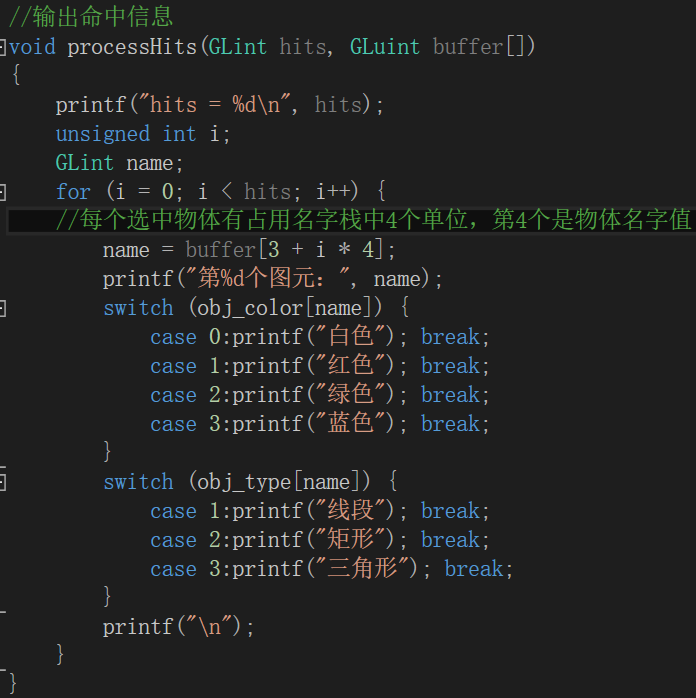 //输出命中信息
void processHits(GLint hits, GLuint buffer[])
{
    printf("hits = %d\n", hits);
    unsigned int i;
    GLint name;
    for (i = 0; i < hits; i++) {
    //每个选中物体有占用名字栈中4个单位，第4个是物体名字值
        name = buffer[3 + i * 4];
        printf("第%d个图元：", name);
        switch (obj_color[name]) {
            case 0:printf("白色"); break;
            case 1:printf("红色"); break;
            case 2:printf("绿色"); break;
            case 3:printf("蓝色"); break;
        }
        switch (obj_type[name]) {
            case 1:printf("线段"); break;
            case 2:printf("矩形"); break;
            case 3:printf("三角形"); break;
        }
        printf("\n");
    }
}